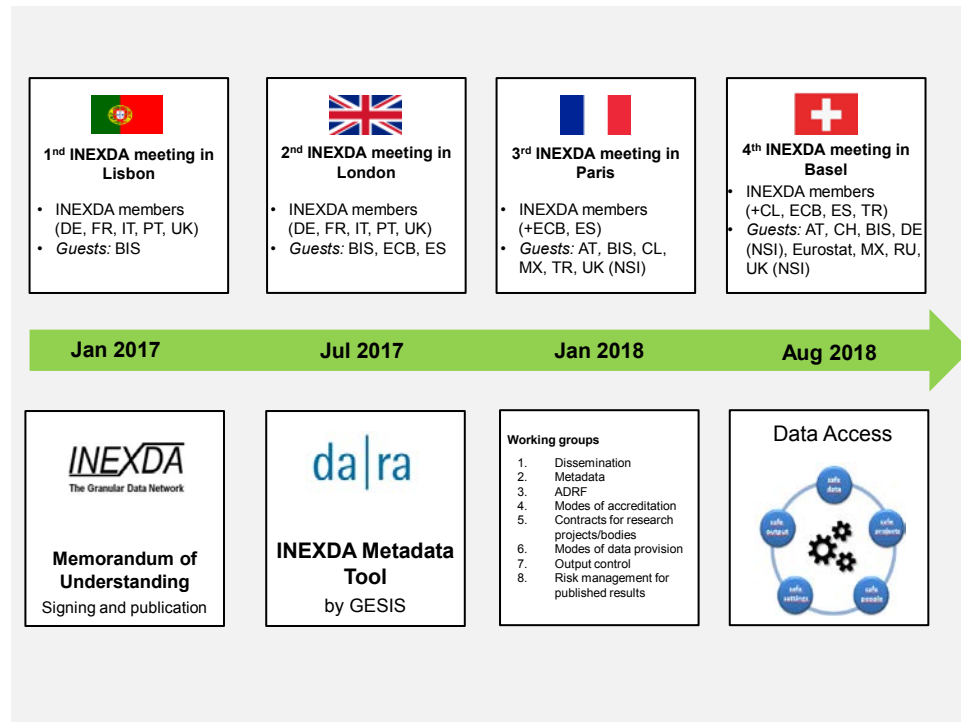 1nd INEXDA meeting in
Lisbon
• INEXDA members
(DE, FR, IT, PT, UK)
• Guests: BIS
2nd INEXDA meeting in
London
• INEXDA members
(DE, FR, IT, PT, UK)
• Guests: BIS, ECB, ES
3rd INEXDA meeting in
Paris
• INEXDA members
(+ECB, ES)
• Guests: AT, BIS, CL,
MX, TR, UK (NSI)
4th INEXDA meeting in
Basel
• INEXDA members
(+CL, ECB, ES, TR)
• Guests: AT, CH, BIS, DE
(NSI), Eurostat, MX, RU,
UK (NSI)
Jan 2017
Jul 2017
Jan 2018
Aug 2018
INEXDA
The Granular Data Network
Memorandum of
Understanding
Signing and publication
da|ra
INEXDA Metadata
Tool
by GESIS
Working groups
1. Dissemination
2. Metadata
3. ADRF
4. Modes of accreditation
5. Contracts for research
projects/bodies
6. Modes of data provision
7. Output control
8. Risk management for
published results
Data Access
safe
data
safe
projects
safe
people
safe
settings
safe
output